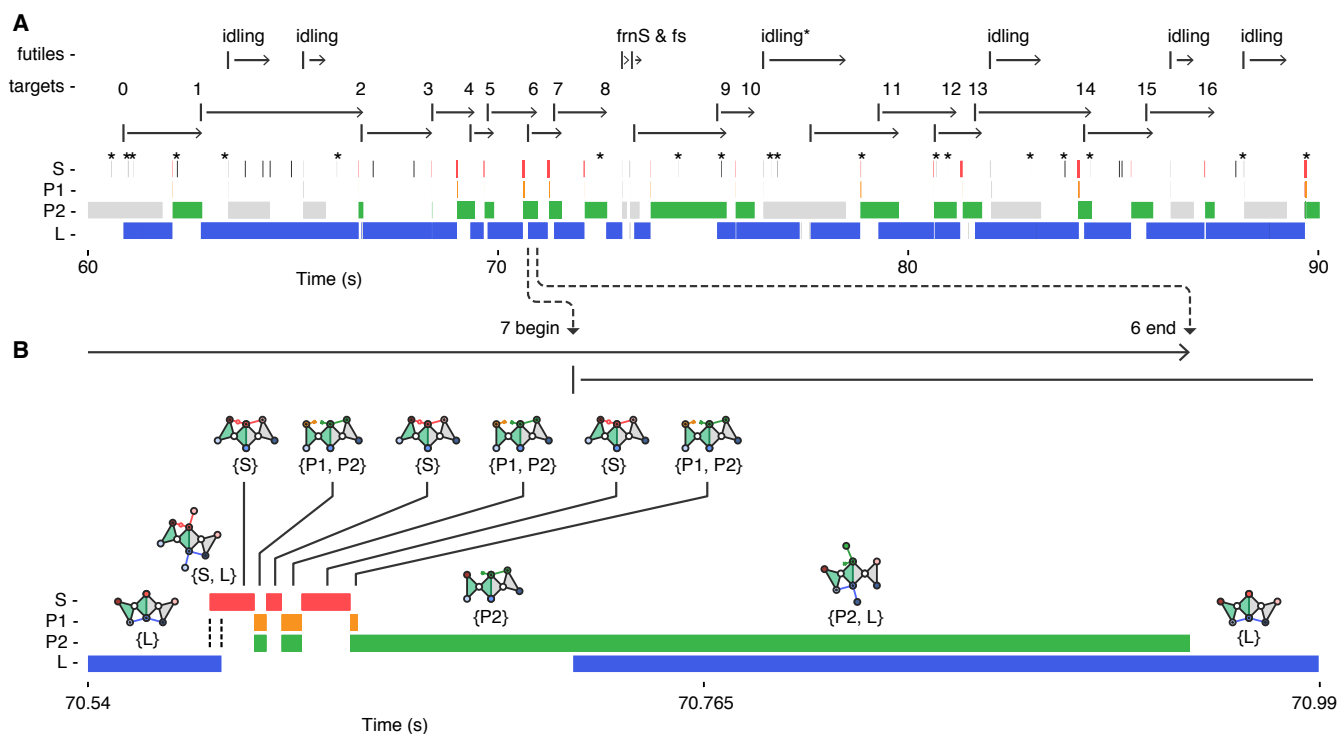 A
idling idling frnS & fs idling* idling idling idling
futiles -
targets - 0 1 2 3 4 5 6 7 8 9 10 11 12 13 14 15 16
* ** * * * * * * ** * ** * * * * *
S -
P1 -
P2 -
L -
60 70 80 90
Time (s)
7 begin 6 end
B
{S} {P1, P2} {S} {P1, P2} {S} {P1, P2}
{S, L}
S -
{L} {P2} {P2, L} {L}
P1 -
P2 -
L -
70.54 70.765 70.99
Time (s)